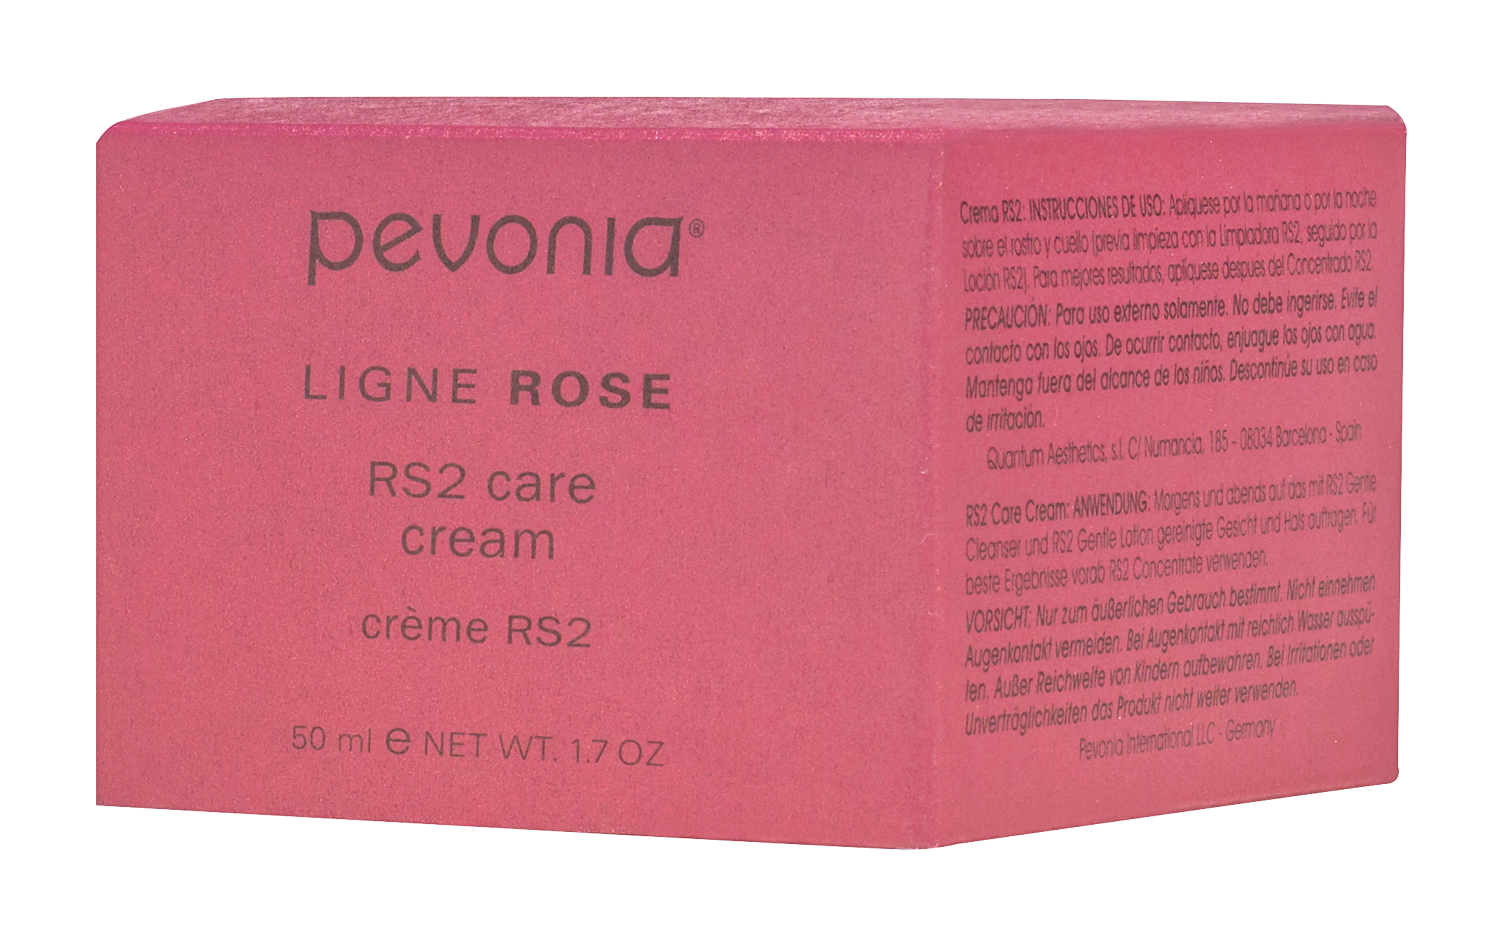 pevonia®
LIGNE ROSE
RS2 care
cream
crème RS2
50 ml e NET WT. 1.7 OZ
Crema RS2: INSTRUCCIONES DE USO: Aplíquese por la mañana o por la noche
sobre el rostro y cuello (previa limpieza con la Limpiadora RS2, seguido por la
Loción RS2). Para mejores resultados, aplíquese despues del Concentrado RS2.
PRECAUCIÓN: Para uso externo solamente. No debe ingerirse. Evite el
contacto con los ojos. De ocurrir contacto, enjuague los ojos con agua.
Mantenga fuera del alcance de los niños. Descontinúe su uso en caso
de irritación.
Quantum Aesthetics, s.l. C/ Numancia, 185 - 08034 Barcelona - Spain
RS2 Care Cream: ANWENDUNG: Morgens und abends auf das mit RS2 Gentle
Cleanser und RS2 Gentle Lotion gereinigte Gesicht und Hals auftragen. Für
beste Ergebnisse vorab RS2 Concentrate verwenden.
VORSICHT: Nur zum äußerlichen Gebrauch bestimmt. Nicht einnehmen
Augenkontakt vermeiden. Bei Augenkontakt mit reichlich Wasser ausspü-
len. Außer Reichweite von Kindern aufbewahren. Bei Irritationen oder
Unverträglichkeiten das Produkt nicht weiter verwenden.
Pevonia International LLC - Germany